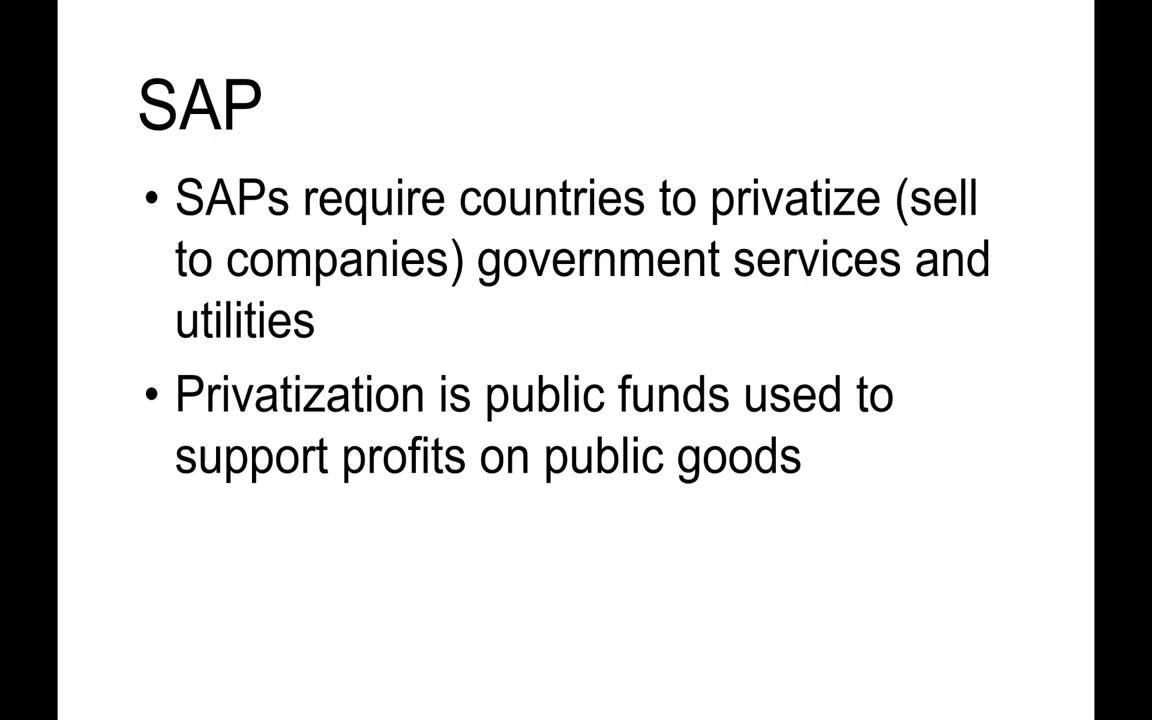 SAP
• SAPs require countries to privatize (sell
to companies) government services and
utilities
• Privatization is public funds used to
support profits on public goods